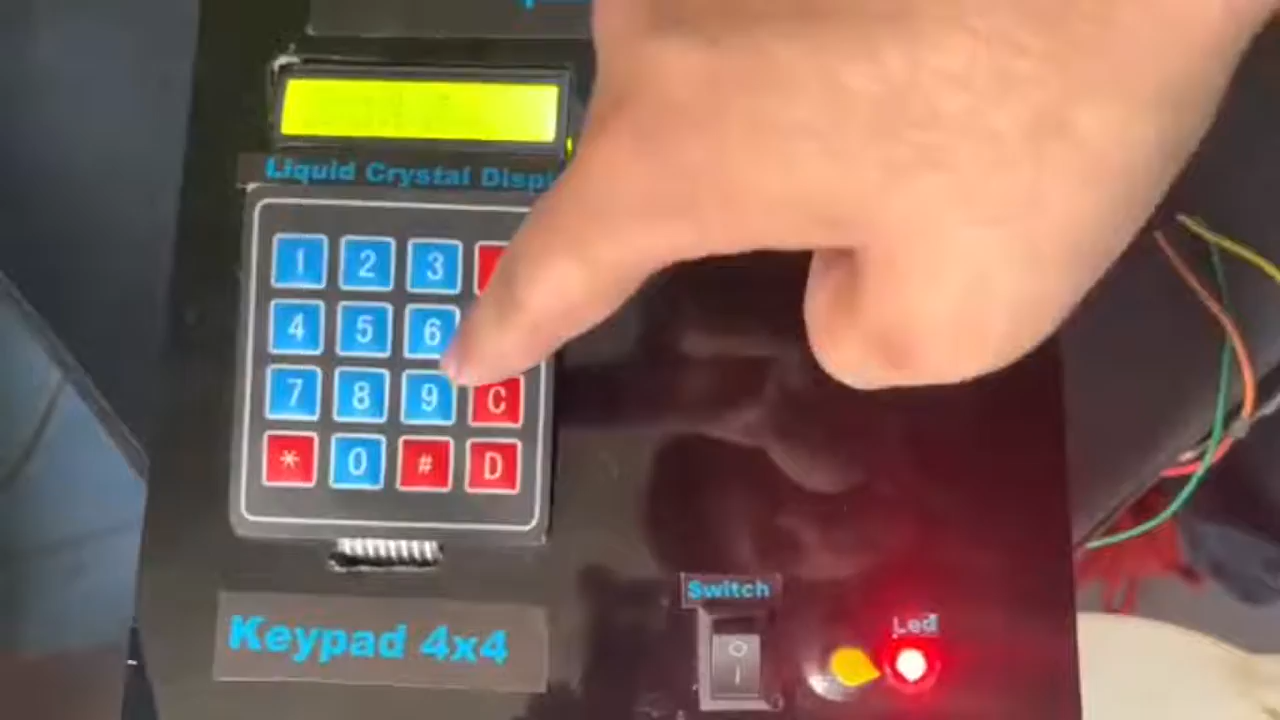 Liquid Crystal Displ
1 2 3
4 5 6
7 8 9 C
* 0 # D
Keypad 4x4
Switch
O
I
Led